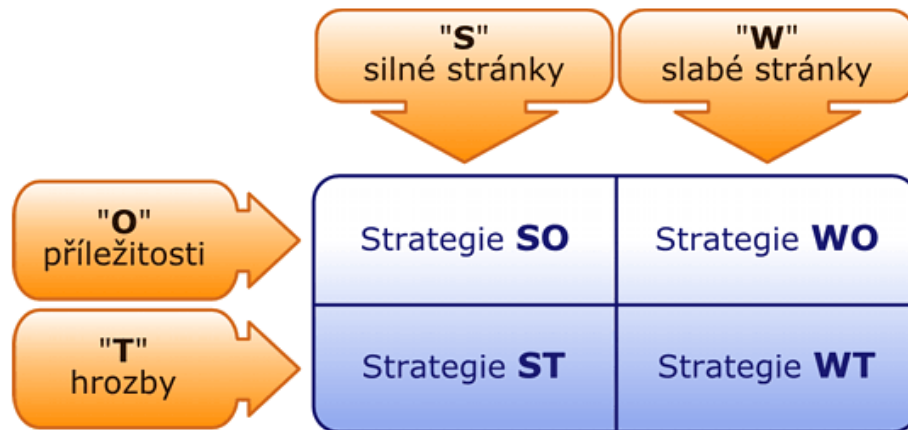 "S"
silné stránky
"W"
slabé stránky
"O"
příležitosti
Strategie SO
Strategie WO
"T"
hrozby
Strategie ST
Strategie WT